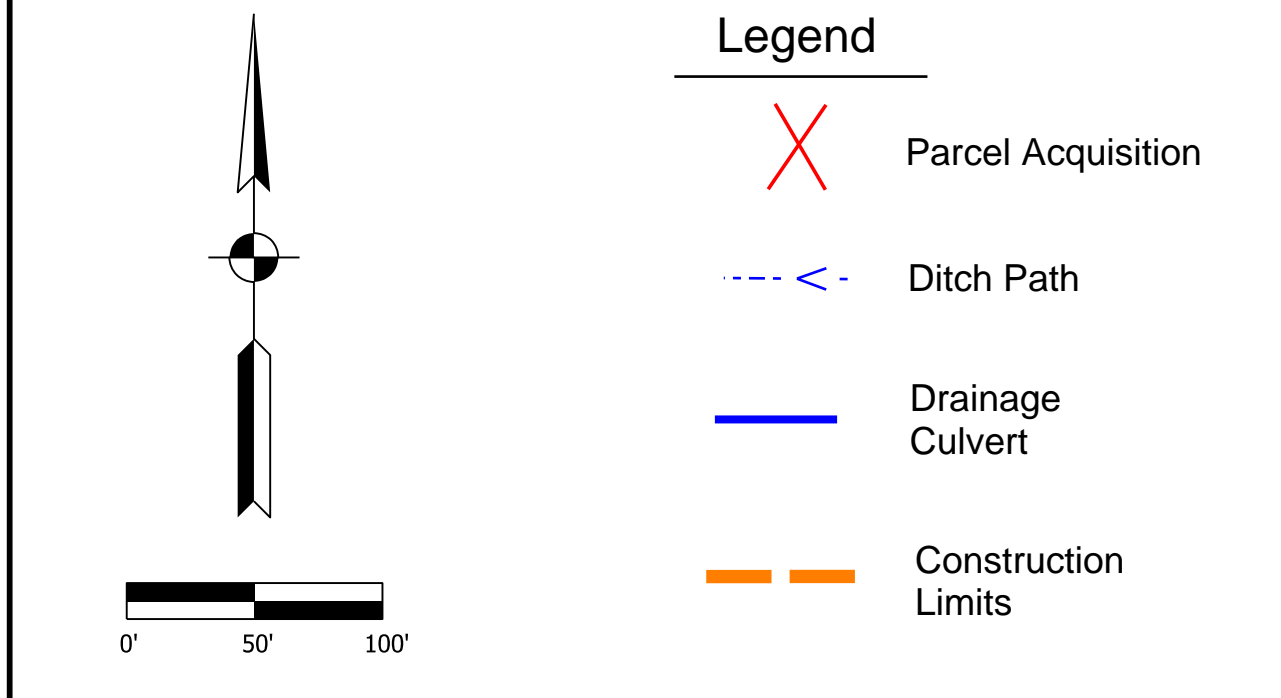 Legend
Parcel Acquisition
Ditch Path
Drainage
Culvert
Construction
Limits
0' 50' 100'